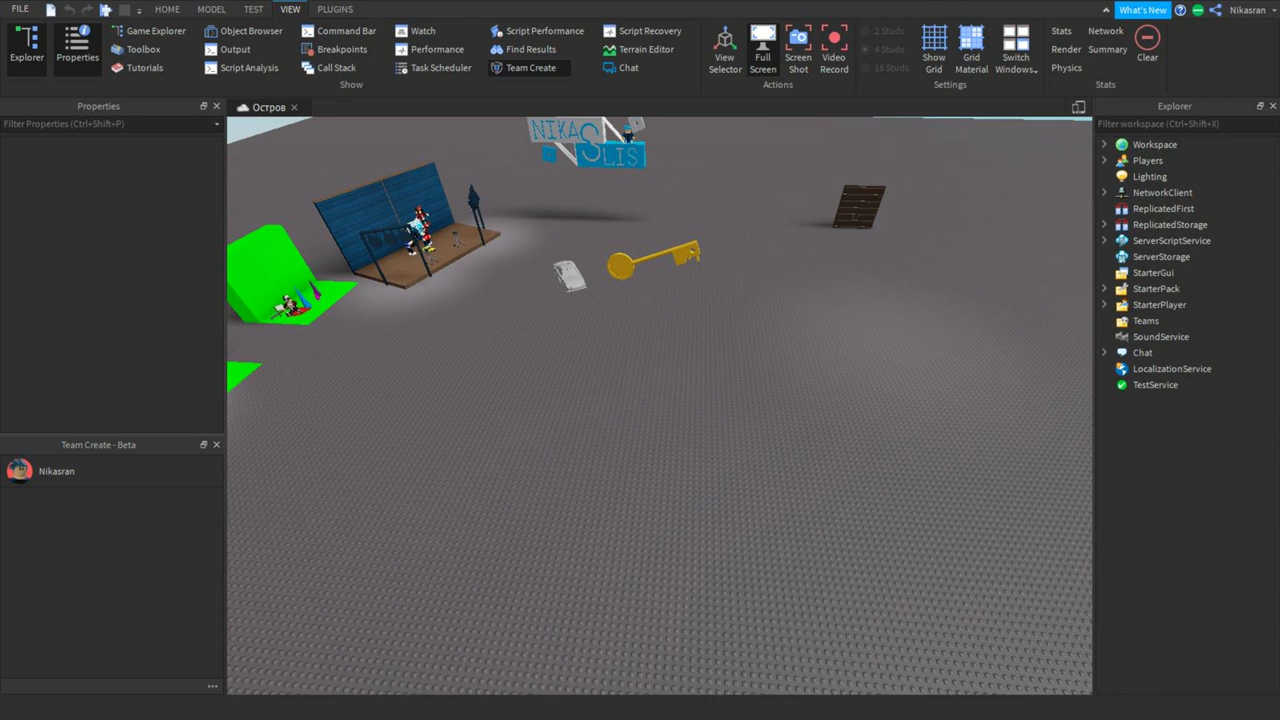 FILE HOME MODEL TEST VIEW PLUGINS What's New Nikasran
Explorer
Properties
Game Explorer
Toolbox
Tutorials
Object Browser
Output
Script Analysis
Command Bar
Breakpoints
Call Stack
Watch
Performance
Task Scheduler
Script Performance
Find Results
Team Create
Script Recovery
Terrain Editor
Chat
Show
View
Selector
Full
Screen
Screen
Shot
Video
Record
Actions
2 Studs
4 Studs
16 Studs
Show
Grid
Grid
Material
Switch
Windows
Settings
Stats Network
Render Summary
Physics
Clear
Stats
Properties
Filter Properties (Ctrl+Shift+P)
Team Create - Beta
Nikasran
Остров
NIKA
S LIS
Explorer
Filter workspace (Ctrl+Shift+X)
Workspace
Players
Lighting
NetworkClient
ReplicatedFirst
ReplicatedStorage
ServerScriptService
ServerStorage
StarterGui
StarterPack
StarterPlayer
Teams
SoundService
Chat
LocalizationService
TestService